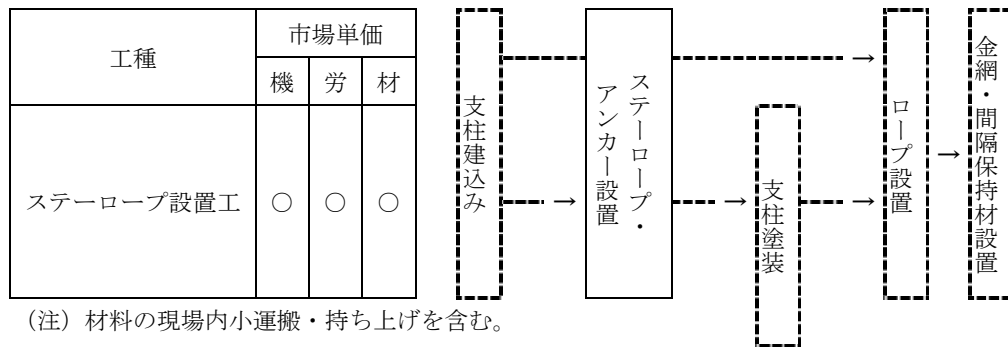 工種
市場単価
機 労 材
ステーロープ設置工 ○ ○ ○
（注）材料の現場内小運搬・持ち上げを含む。
支柱建込み
→
ステーロープ・
アンカー設置
→
支柱塗装
→
→
ロープ設置
→
金網・間隔保持材設置